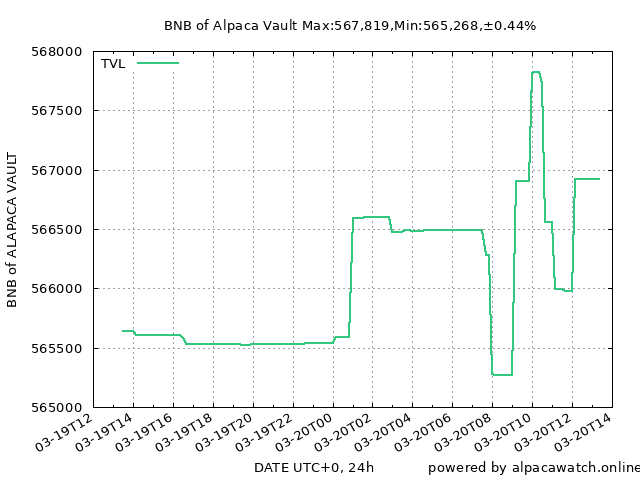 BNB of Alpaca Vault Max:567,819,Min:565,268,±0.44%
568000
TVL
567500
567000
566500
566000
565500
565000
BNB of ALAPACA VAULT
03-19T12
03-19T14
03-19T16
03-19T18
03-19T20
03-19T22
03-20T00
03-20T02
03-20T04
03-20T06
03-20T08
03-20T10
03-20T12
03-20T14
DATE UTC+0, 24h
powered by alpacawatch.online